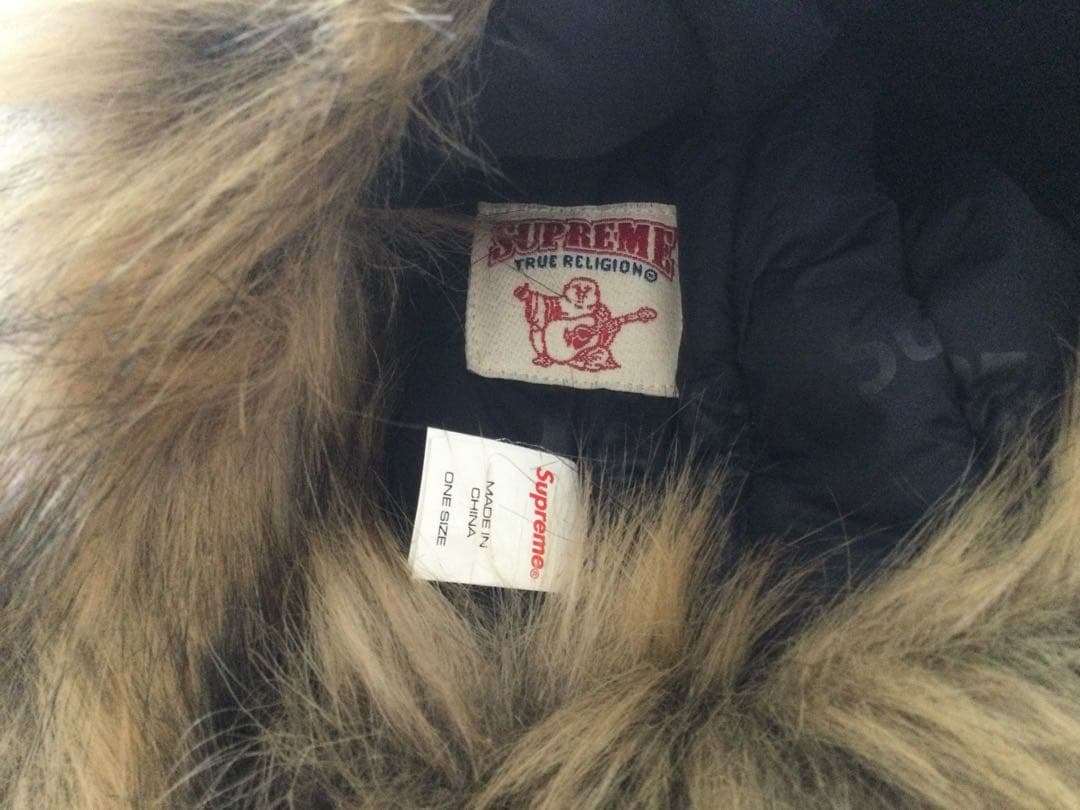 SUPREME
TRUE RELIGION®
Supreme®
MADE IN
CHINA
ONE SIZE